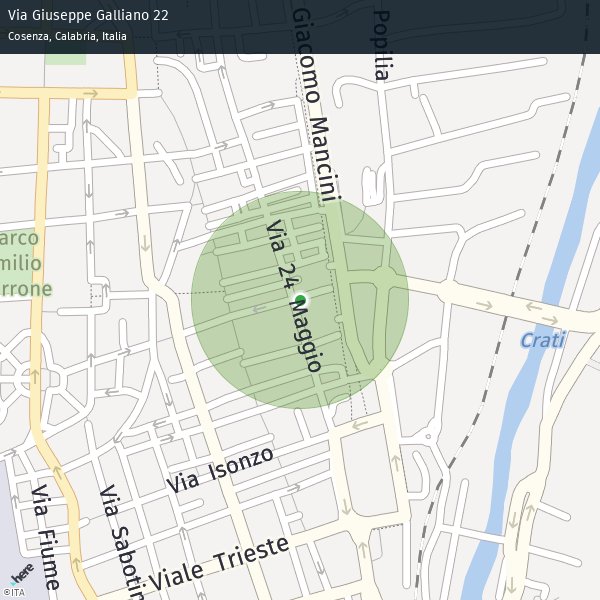 Via Giuseppe Galliano 22
Cosenza, Calabria, Italia
Giacomo Mancini
Popilia
Via 24 Maggio
arco
milio
rrone
Crati
Via Isonzo
Via Fiume
Via Sabotin
Viale Trieste
here
©ITA